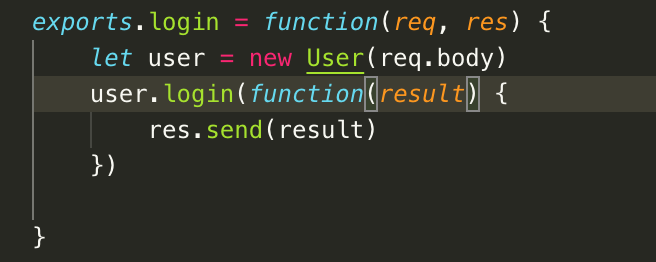 exports.login = function(req, res) {
    let user = new User(req.body)
    user.login(function(result) {
        res.send(result)
    })

}